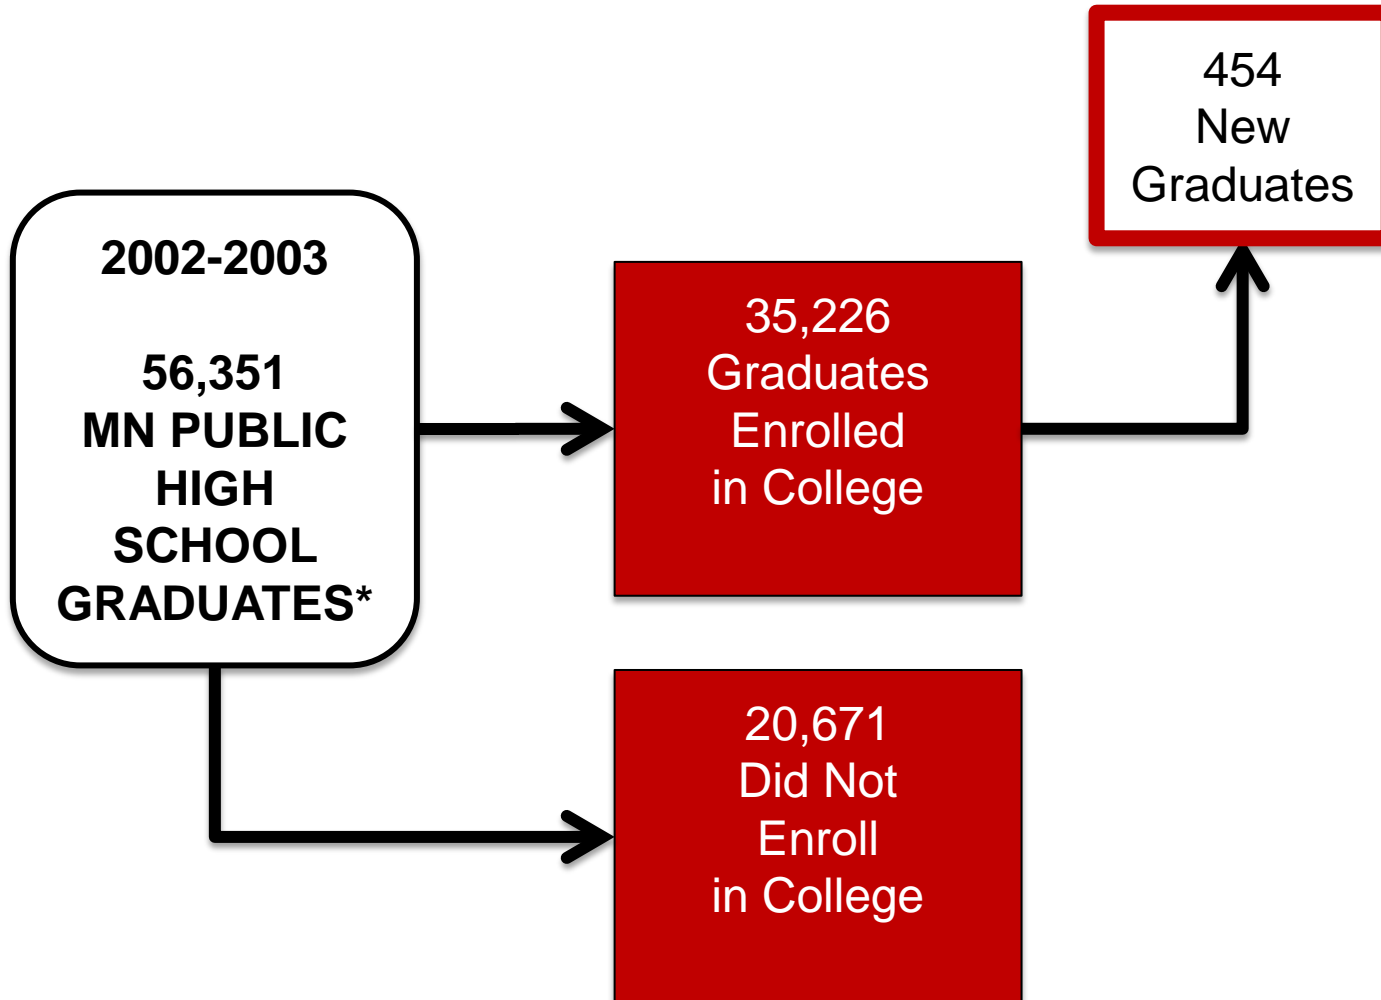 454
New
Graduates
2002-2003
56,351
MN PUBLIC
HIGH
SCHOOL
GRADUATES*
35,226
Graduates
Enrolled
in College
20,671
Did Not
Enroll
in College